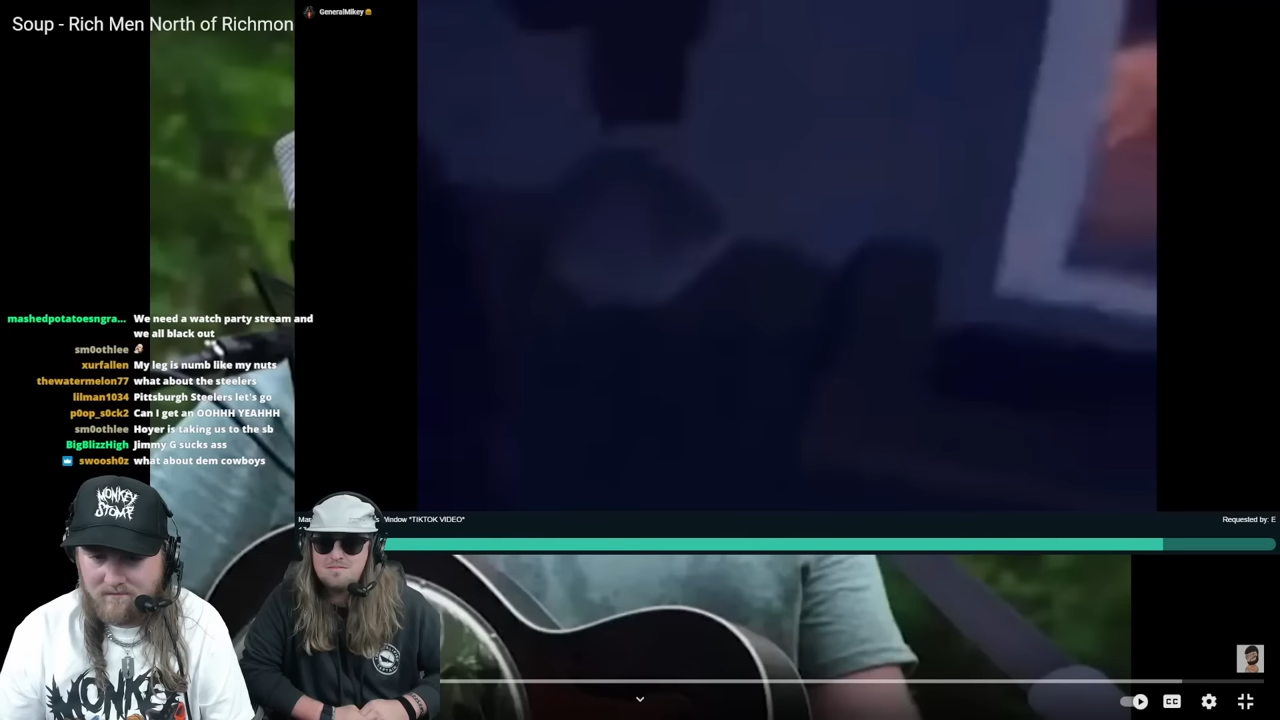 Soup - Rich Men North of Richmon
GeneralMikey
mashedpotatoesngra... We need a watch party stream and
we all black out
sm0othlee
xurfallen My leg is numb like my nuts
thewatermelon77 what about the steelers
lilman1034 Pittsburgh Steelers let's go
p0op_s0ck2 Can I get an OOHHH YEAHHH
sm0othlee Hoyer is taking us to the sb
BigBlizzHigh Jimmy G sucks ass
swoosh0z what about dem cowboys
MONKEY
STOMP
Window *TIKTOK VIDEO*
Requested by: E
CC